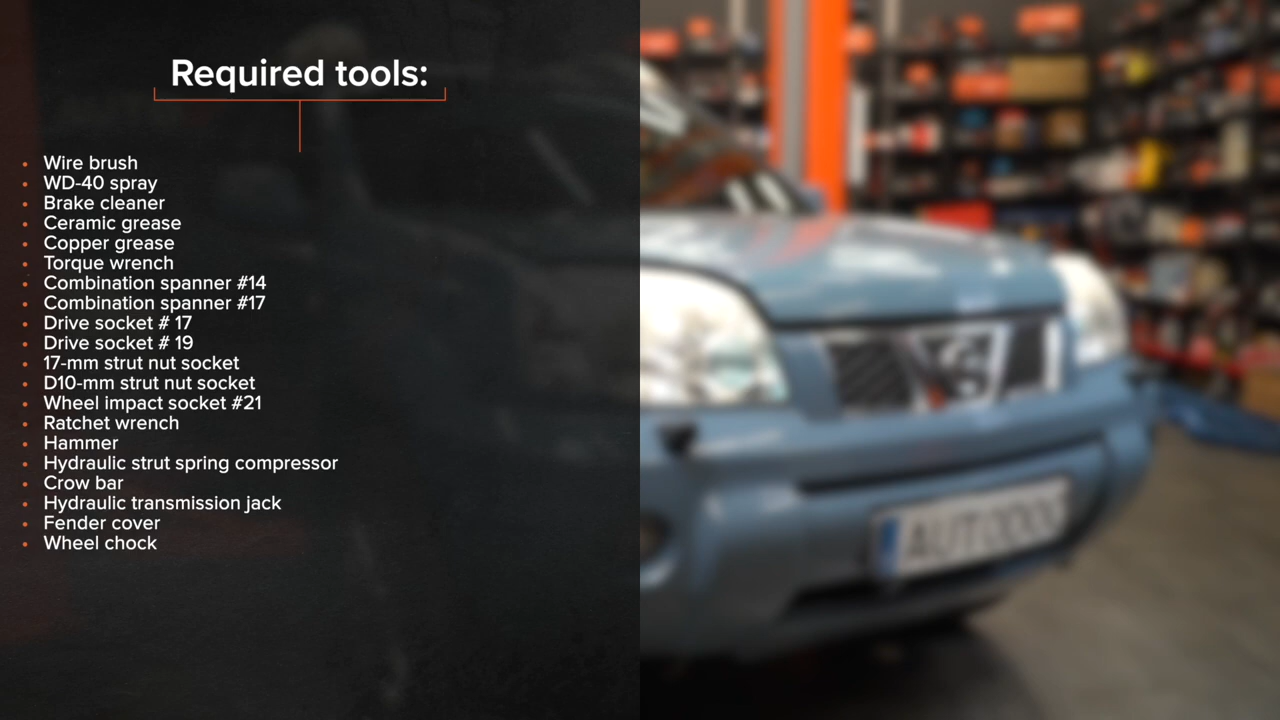 Required tools:
Wire brush
WD-40 spray
Brake cleaner
Ceramic grease
Copper grease
Torque wrench
Combination spanner #14
Combination spanner #17
Drive socket # 17
Drive socket # 19
17-mm strut nut socket
D10-mm strut nut socket
Wheel impact socket #21
Ratchet wrench
Hammer
Hydraulic strut spring compressor
Crow bar
Hydraulic transmission jack
Fender cover
Wheel chock
AUTODOC